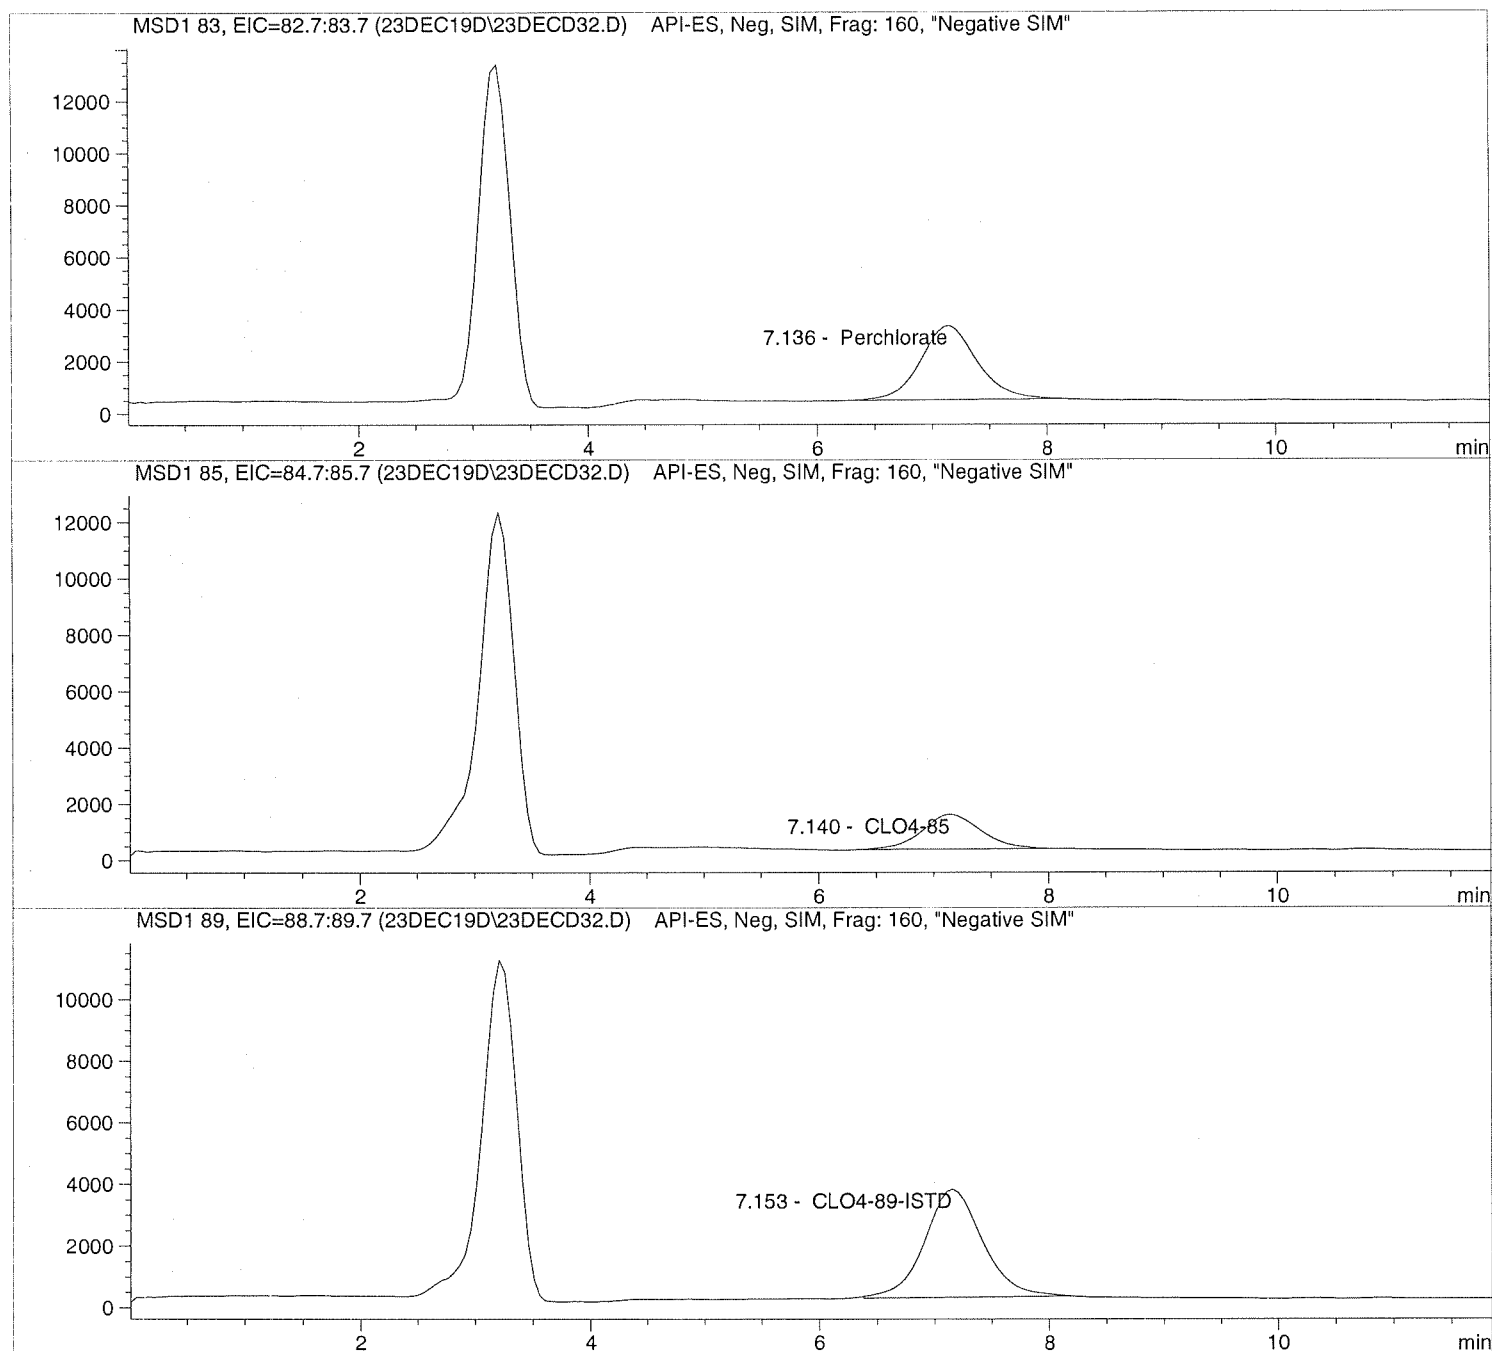 MSD1 83, EIC=82.7:83.7 (23DEC19D\23DECD32.D) API-ES, Neg, SIM, Frag: 160, "Negative SIM"
12000
10000
8000
6000
4000
2000
0
7.136 - Perchlorate
2 4 6 8 10 min
MSD1 85, EIC=84.7:85.7 (23DEC19D\23DECD32.D) API-ES, Neg, SIM, Frag: 160, "Negative SIM"
12000
10000
8000
6000
4000
2000
0
7.140 - CLO4-85
2 4 6 8 10 min
MSD1 89, EIC=88.7:89.7 (23DEC19D\23DECD32.D) API-ES, Neg, SIM, Frag: 160, "Negative SIM"
10000
8000
6000
4000
2000
0
7.153 - CLO4-89-ISTD
2 4 6 8 10 min